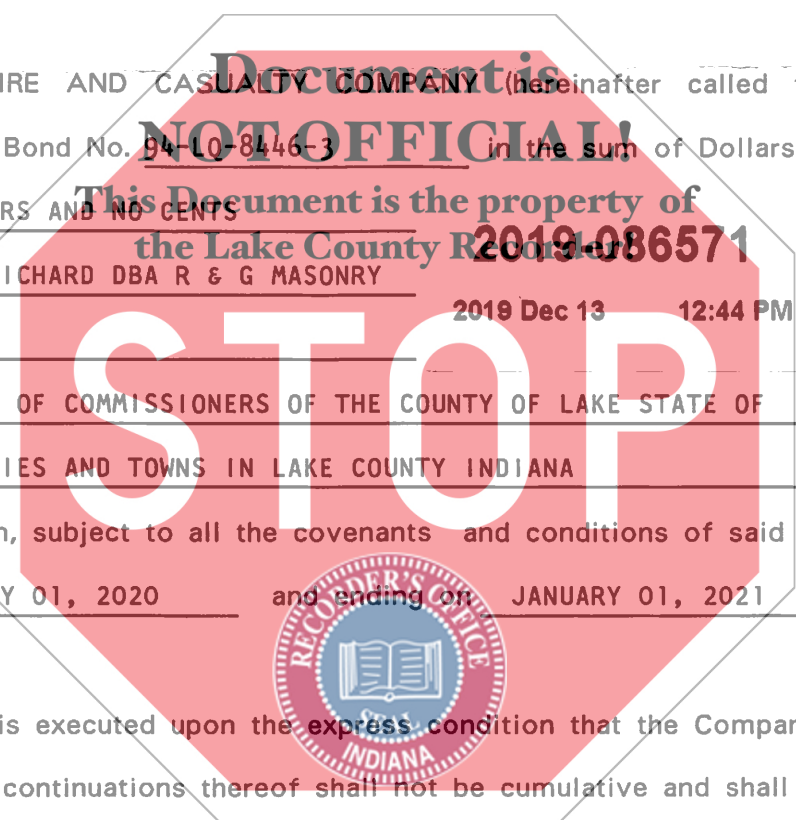 Document is
IRE AND CASUALTY COMPANY (hereinafter called
NOT OFFICIAL!
Bond No. 94-LQ-8446-3 in the sum of Dollars
This Document is the property of
RS AND NO CENTS
the Lake County Recorder!
2019-086571
ICHARD DBA R & G MASONRY
2019 Dec 13 12:44 PM
STOP
OF COMMISSIONERS OF THE COUNTY OF LAKE STATE OF
IES AND TOWNS IN LAKE COUNTY INDIANA
, subject to all the covenants and conditions of said
Y 01, 2020 and ending on JANUARY 01, 2021
RECORDER'S OFFICE
SEAL
INDIANA
is executed upon the express condition that the Compan
continuations thereof shall not be cumulative and shall